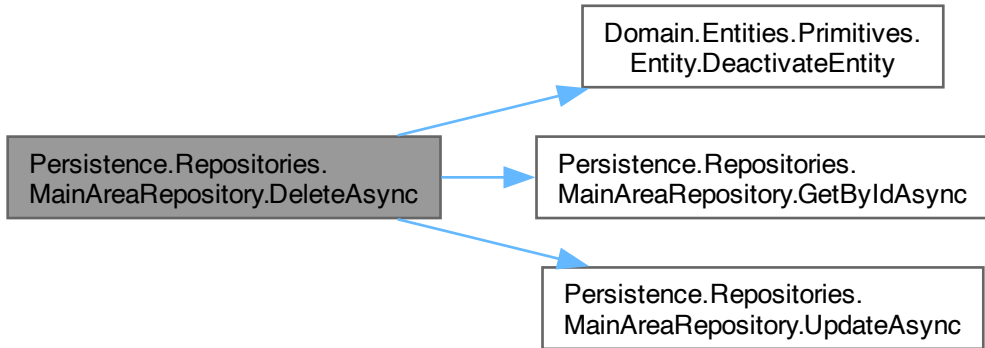 Domain.Entities.Primitives.
Entity.DeactivateEntity
Persistence.Repositories.
MainAreaRepository.DeleteAsync
Persistence.Repositories.
MainAreaRepository.GetByIdAsync
Persistence.Repositories.
MainAreaRepository.UpdateAsync